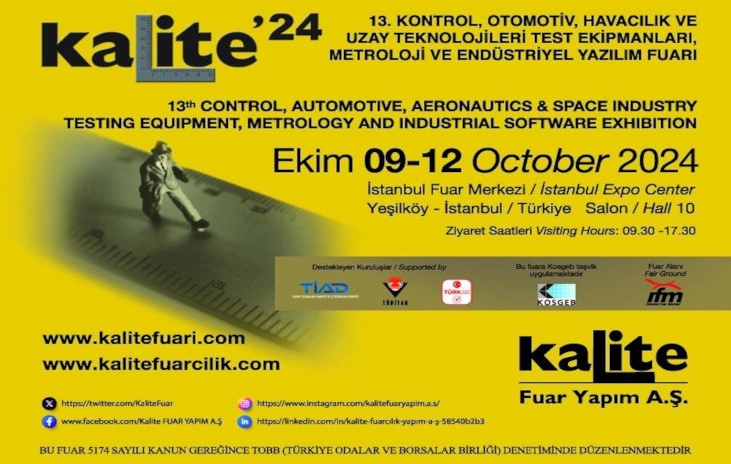 kaLite '24
13. KONTROL, OTOMOTİV, HAVACILIK VE
UZAY TEKNOLOJİLERİ TEST EKİPMANLARI,
METROLOJİ VE ENDÜSTRİYEL YAZILIM FUARI
13th CONTROL, AUTOMOTIVE, AERONAUTICS & SPACE INDUSTRY
TESTING EQUIPMENT, METROLOGY AND INDUSTRIAL SOFTWARE EXHIBITION
Ekim 09-12 October 2024
İstanbul Fuar Merkezi / İstanbul Expo Center
Yeşilköy - İstanbul / Türkiye Salon / Hall 10
Ziyaret Saatleri Visiting Hours: 09.30 -17.30
Destekleyen Kuruluşlar / Supported by
TİAD
TÜBİTAK
TÜRK
Bu fuara Kosgeb teşvik
uygulamaktadır
KOSGEB
Fuar Alanı
Fair Ground
ifm
www.kalitefuari.com
www.kalitefuarcilik.com
kaLite
Fuar Yapım A.Ş.
https://twitter.com/KaliteFuar
https://www.instagram.com/kalitefuaryapim.a.s/
www.facebook.com/Kalite FUAR YAPIM A.Ş
https://linkedin.com/in/kalite-fuarcılık-yapım-a-ş-58540b2b3
BU FUAR 5174 SAYILI KANUN GEREĞİNCE TOBB (TÜRKİYE ODALAR VE BORSALAR BİRLİĞİ) DENETİMİNDE DÜZENLENMEKTEDİR